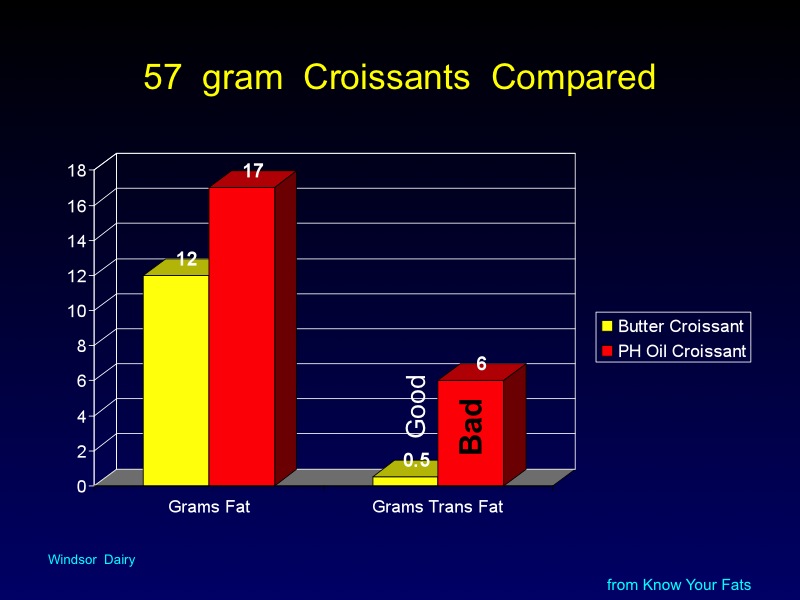 57 gram Croissants Compared
18
16
14
12
10
8
6
4
2
0
17
12
6
0.5
Good
Bad
Grams Fat
Grams Trans Fat
Butter Croissant
PH Oil Croissant
Windsor Dairy
from Know Your Fats